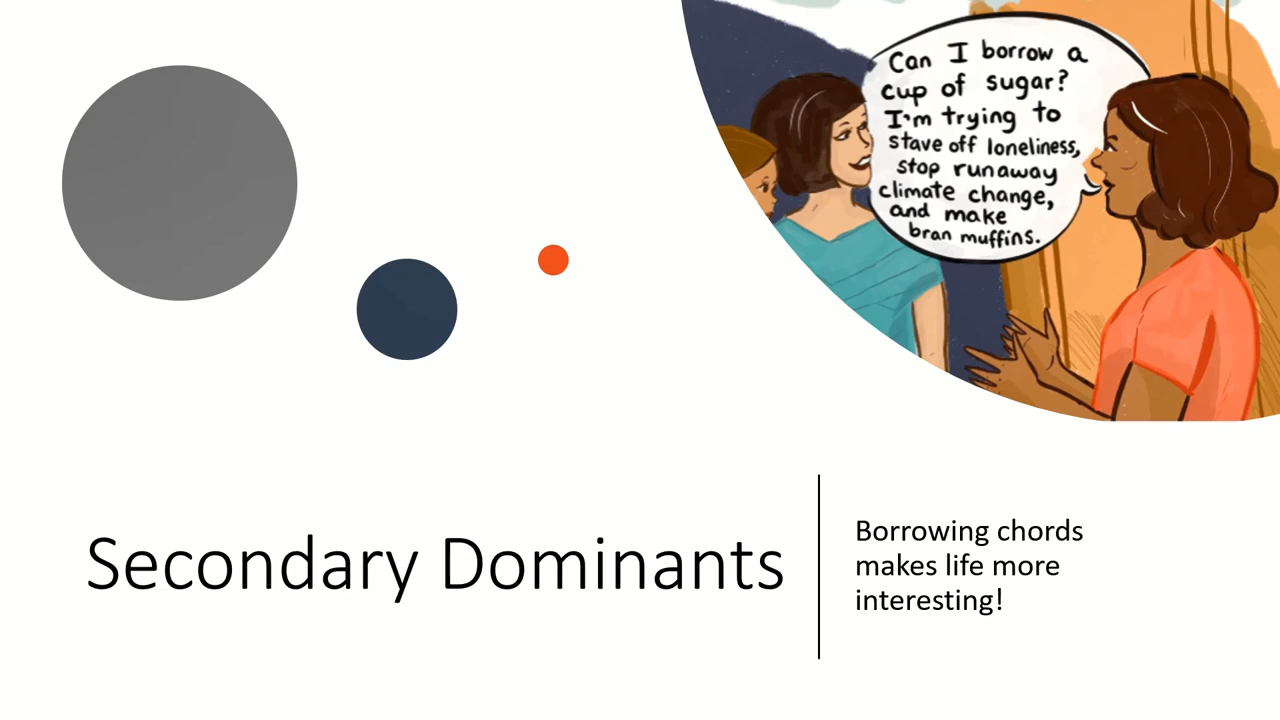 Can I borrow a
cup of sugar?
I'm trying to
stave off loneliness,
stop runaway
climate change,
and make
bran muffins.
Secondary Dominants
Borrowing chords
makes life more
interesting!